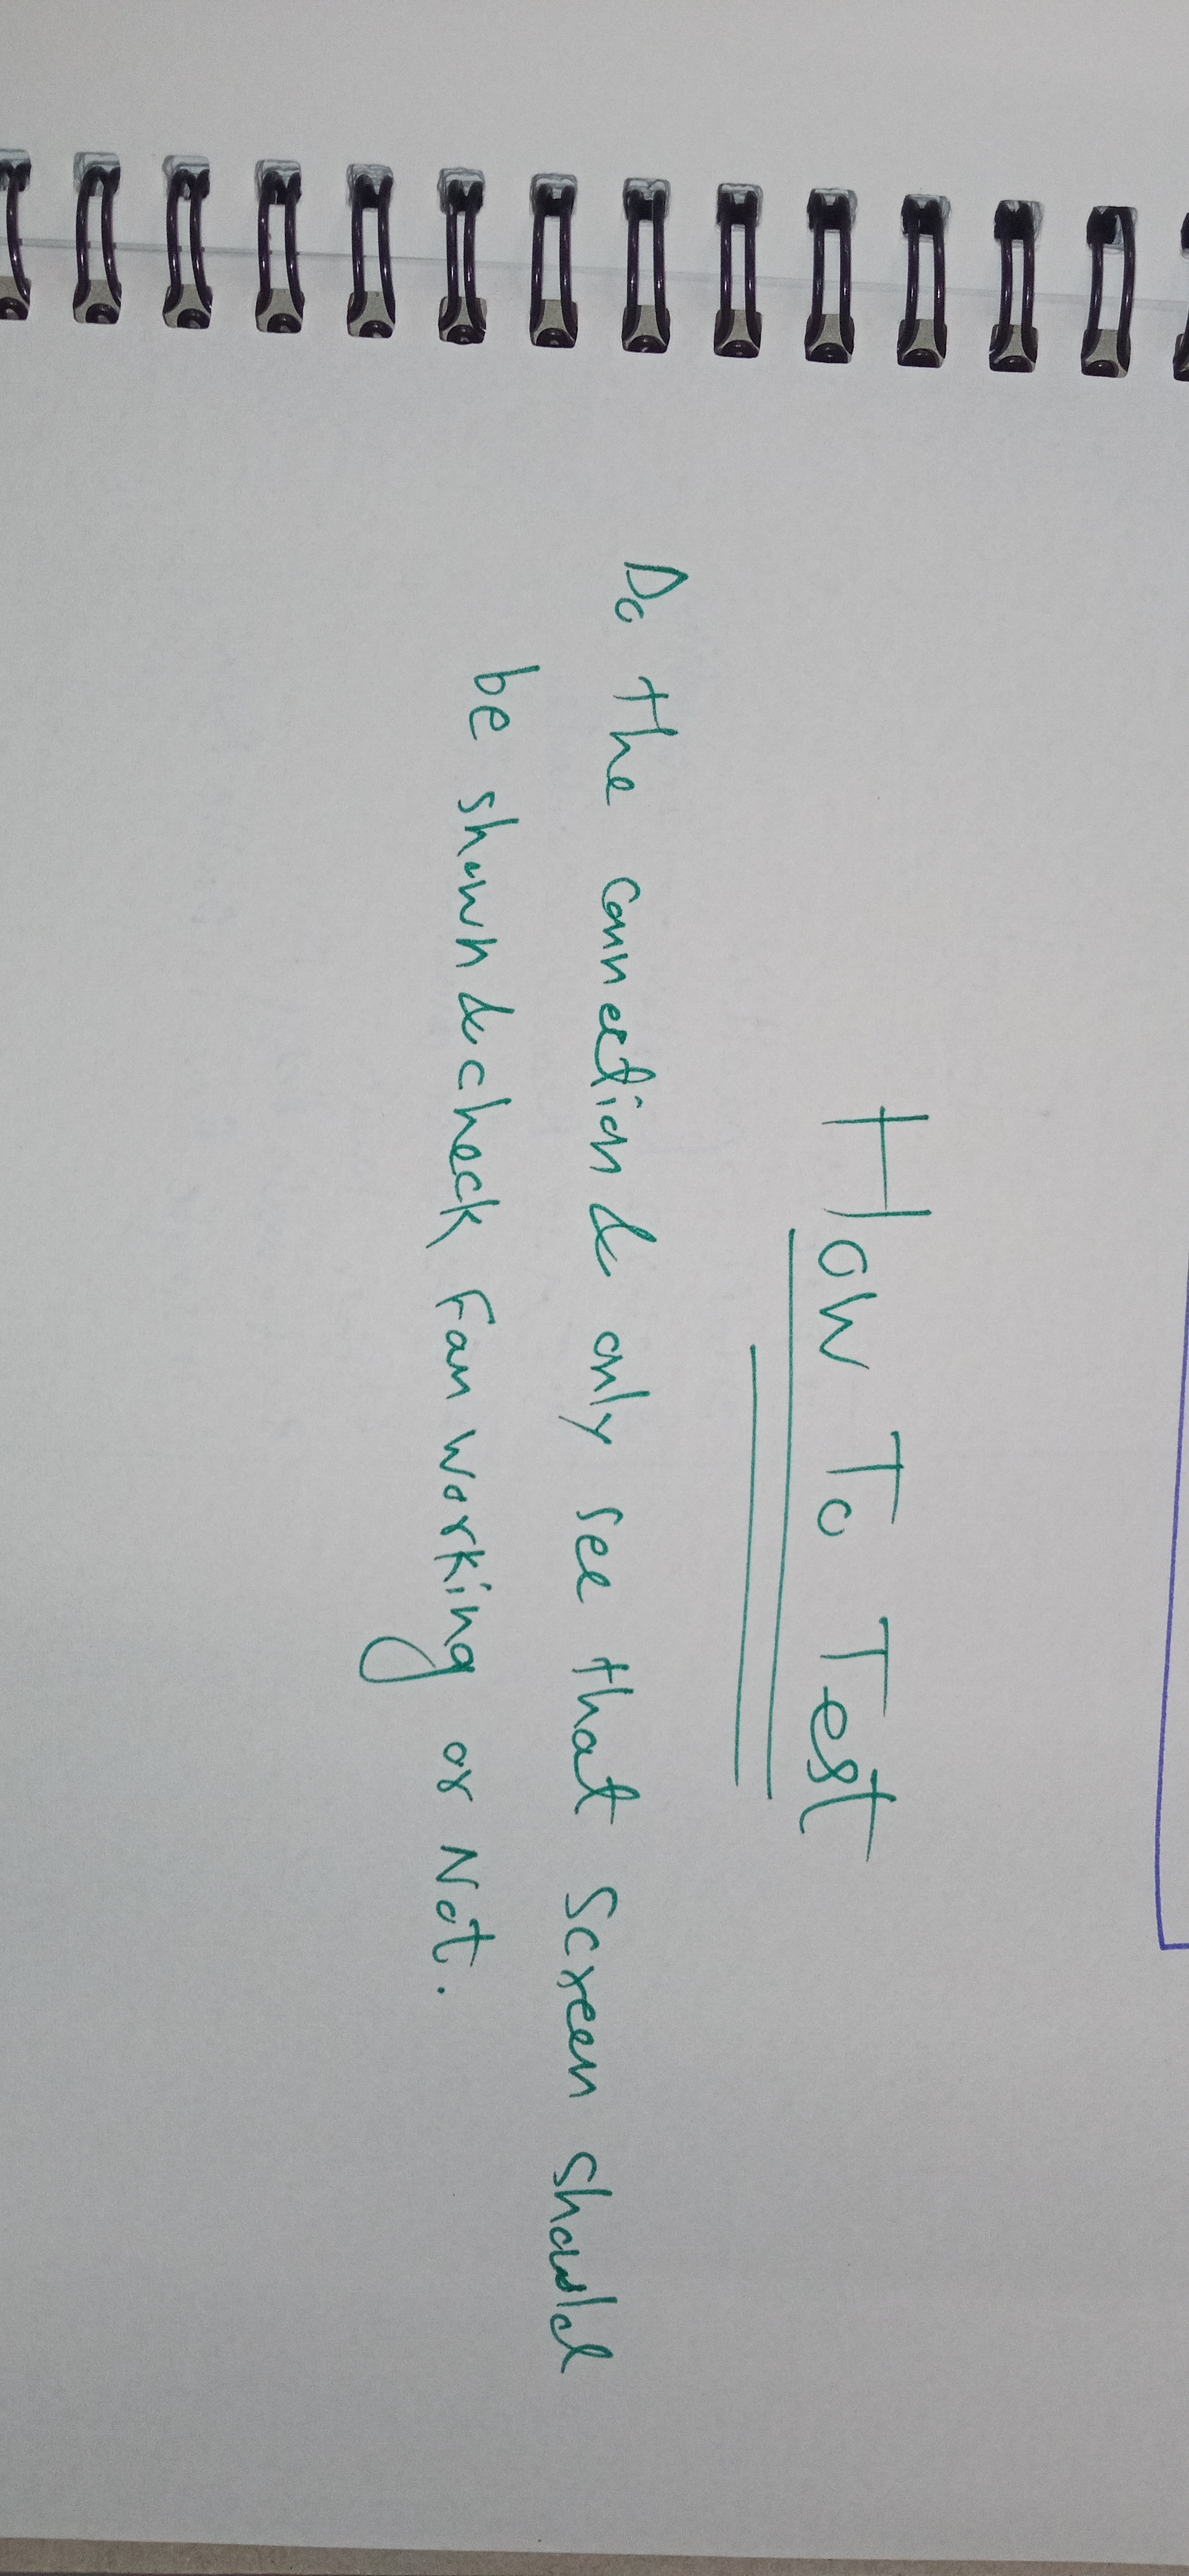 How To Test
Do the connection & only see that Screen should
be shown & check Fan working or Not.